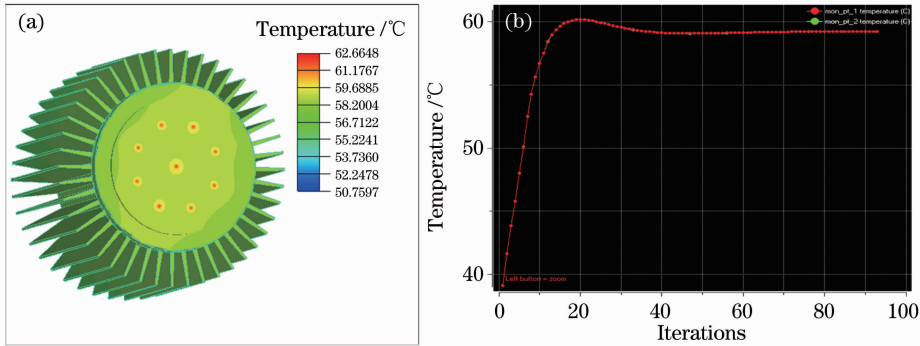 (a)
Temperature /℃
62.6648
61.1767
59.6885
58.2004
56.7122
55.2241
53.7360
52.2478
50.7597
(b)
mon_pt_1 temperature (C)
mon_pt_2 temperature (C)
Temperature /℃
60
50
40
Left button = zoom
0 20 40 60 80 100
Iterations